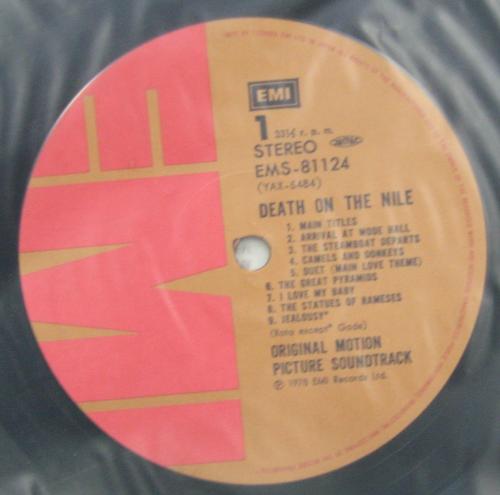 EMI
1
33⅓ r.p.m.
STEREO
EMS-81124
(YAX-5484)
DEATH ON THE NILE
1. MAIN TITLES
2. ARRIVAL AT WODE HALL
3. THE STEAMBOAT DEPARTS
4. CAMELS AND DONKEYS
5. DUET (MAIN LOVE THEME)
6. THE GREAT PYRAMIDS
7. I LOVE MY BABY
8. THE STATUES OF RAMESES
9. JEALOUSY*
(Rota except* Gade)
ORIGINAL MOTION
PICTURE SOUNDTRACK
℗ 1978 EMI Records Ltd.
EMI